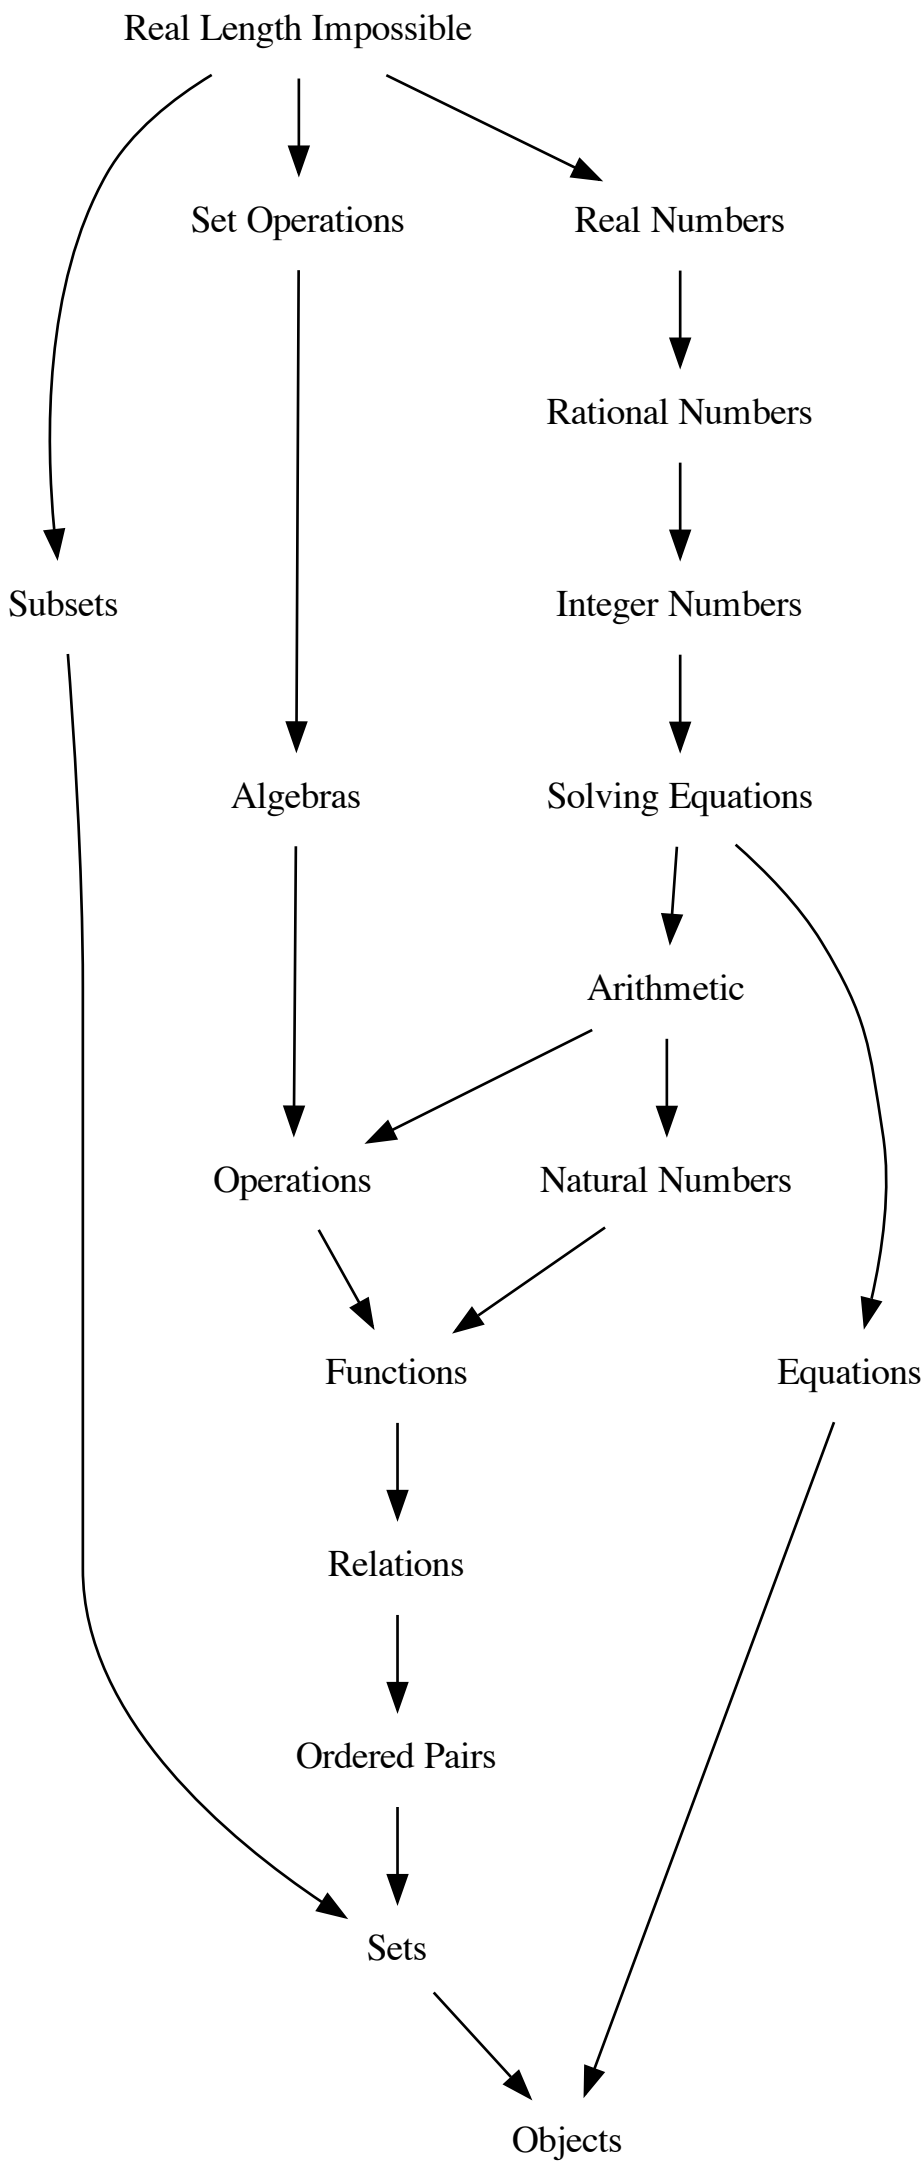 Real Length Impossible
Set Operations
Real Numbers
Rational Numbers
Subsets
Integer Numbers
Algebras
Solving Equations
Arithmetic
Operations
Natural Numbers
Functions
Equations
Relations
Ordered Pairs
Sets
Objects